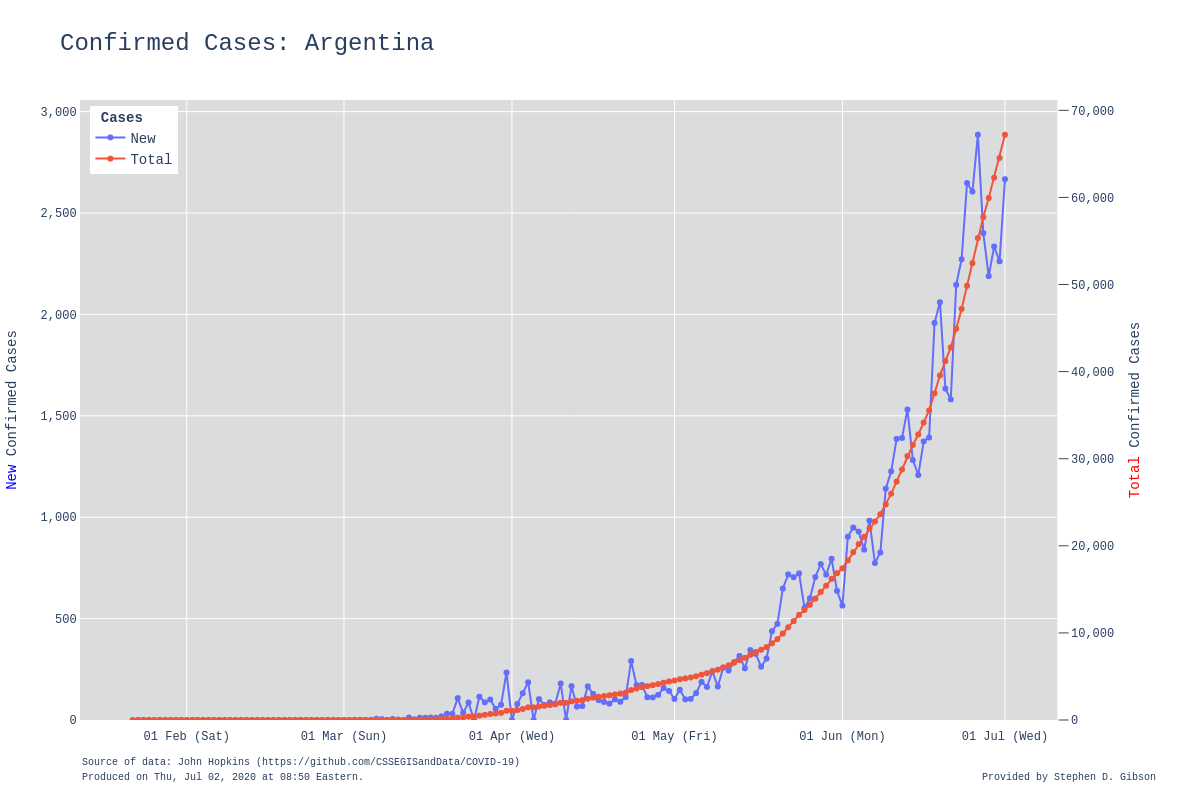 Confirmed Cases: Argentina
Cases
New
Total
3,000
2,500
2,000
1,500
1,000
500
0
70,000
60,000
50,000
40,000
30,000
20,000
10,000
0
New Confirmed Cases
Total Confirmed Cases
01 Feb (Sat) 01 Mar (Sun) 01 Apr (Wed) 01 May (Fri) 01 Jun (Mon) 01 Jul (Wed)
Source of data: John Hopkins (https://github.com/CSSEGISandData/COVID-19)
Produced on Thu, Jul 02, 2020 at 08:50 Eastern.
Provided by Stephen D. Gibson